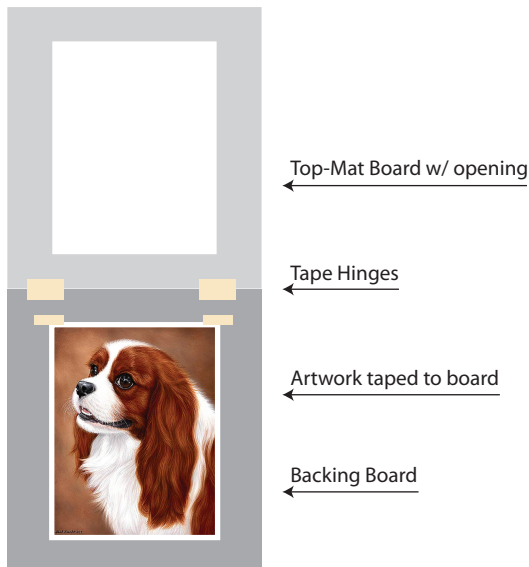 Top-Mat Board w/ opening
Tape Hinges
Artwork taped to board
Backing Board